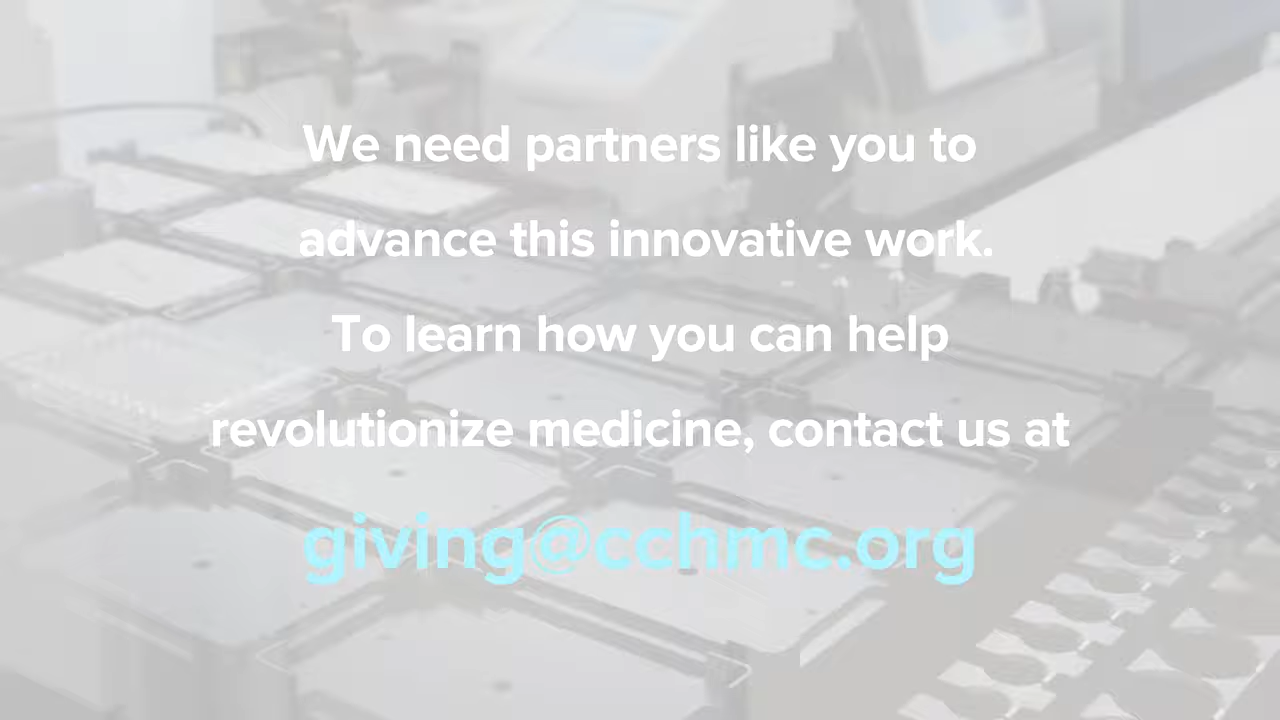 We need partners like you to
advance this innovative work.
To learn how you can help
revolutionize medicine, contact us at
giving@cchmc.org